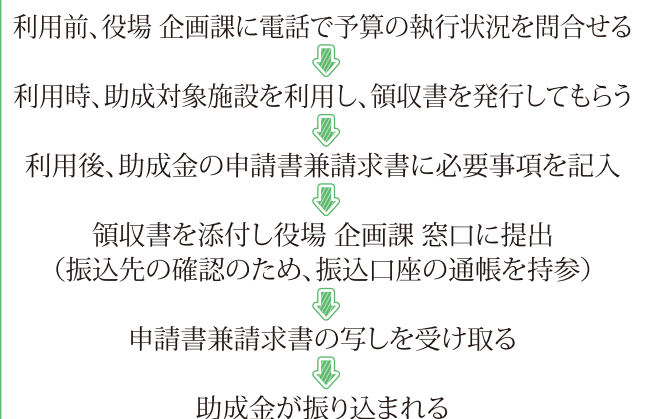 利用前、役場 企画課に電話で予算の執行状況を問合せる
利用時、助成対象施設を利用し、領収書を発行してもらう
利用後、助成金の申請書兼請求書に必要事項を記入
領収書を添付し役場 企画課 窓口に提出
（振込先の確認のため、振込口座の通帳を持参）
申請書兼請求書の写しを受け取る
助成金が振り込まれる